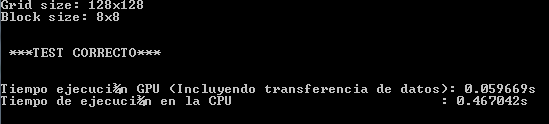 Grid size: 128x128
Block size: 8x8
***TEST CORRECTO***
Tiempo ejecuci¾n GPU (Incluyendo transferencia de datos): 0.059669s
Tiempo de ejecuci¾n en la CPU : 0.467042s